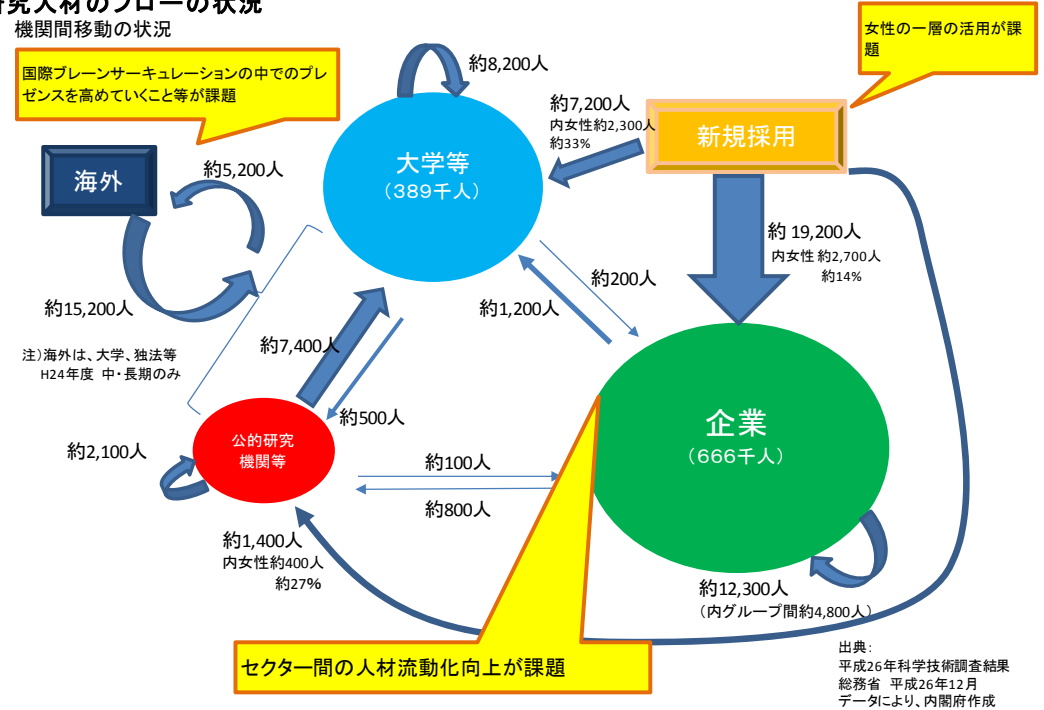 究人材のフローの状況
機関間移動の状況
国際ブレーンサーキュレーションの中でのプレ
ゼンスを高めていくこと等が課題
女性の一層の活用が課
題
約8,200人
約7,200人
内女性約2,300人
約33%
新規採用
大学等
(389千人)
海外
約5,200人
約 19,200人
内女性 約2,700人
約14%
約200人
約1,200人
約15,200人
注)海外は、大学、独法等
H24年度 中・長期のみ
約7,400人
約500人
公的研究
機関等
約2,100人
企業
(666千人)
約100人
約800人
約1,400人
内女性約400人
約27%
約12,300人
(内グループ間約4,800人)
セクター間の人材流動化向上が課題
出典:
平成26年科学技術調査結果
総務省 平成26年12月
データにより、内閣府作成